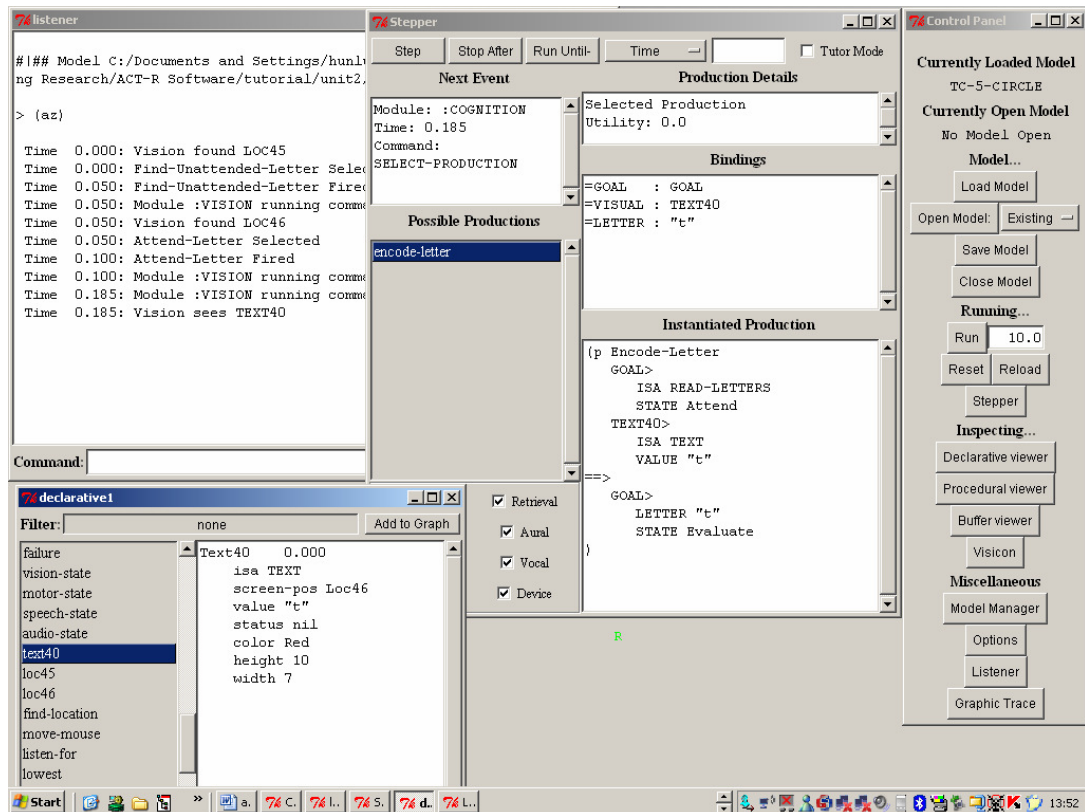 listener
#|## Model C:/Documents and Settings/hunl
ng Research/ACT-R Software/tutorial/unit2,
> (az)
Time 0.000: Vision found LOC45
Time 0.000: Find-Unattended-Letter Selec
Time 0.050: Find-Unattended-Letter Fired
Time 0.050: Module :VISION running comma
Time 0.050: Vision found LOC46
Time 0.050: Attend-Letter Selected
Time 0.100: Attend-Letter Fired
Time 0.100: Module :VISION running comma
Time 0.185: Module :VISION running comma
Time 0.185: Vision sees TEXT40
Command:
Stepper
Step Stop After Run Until- Time Tutor Mode
Next Event
Module: :COGNITION
Time: 0.185
Command:
SELECT-PRODUCTION
Possible Productions
encode-letter
Production Details
Selected Production
Utility: 0.0
Bindings
=GOAL : GOAL
=VISUAL : TEXT40
=LETTER : "t"
Instantiated Production
(p Encode-Letter
GOAL>
ISA READ-LETTERS
STATE Attend
TEXT40>
ISA TEXT
VALUE "t"
==>
GOAL>
LETTER "t"
STATE Evaluate
)
Control Panel
Currently Loaded Model
TC-5-CIRCLE
Currently Open Model
No Model Open
Model...
Load Model
Open Model: Existing
Save Model
Close Model
Running...
Run 10.0
Reset Reload
Stepper
Inspecting...
Declarative viewer
Procedural viewer
Buffer viewer
Visicon
Miscellaneous
Model Manager
Options
Listener
Graphic Trace
declarative1
Filter: none Add to Graph
failure
vision-state
motor-state
speech-state
audio-state
text40
loc45
loc46
find-location
move-mouse
listen-for
lowest
Text40 0.000
isa TEXT
screen-pos Loc46
value "t"
status nil
color Red
height 10
width 7
Retrieval
Aural
Vocal
Device
R
Start » a. C. l.. S. d.. L.. 13:52